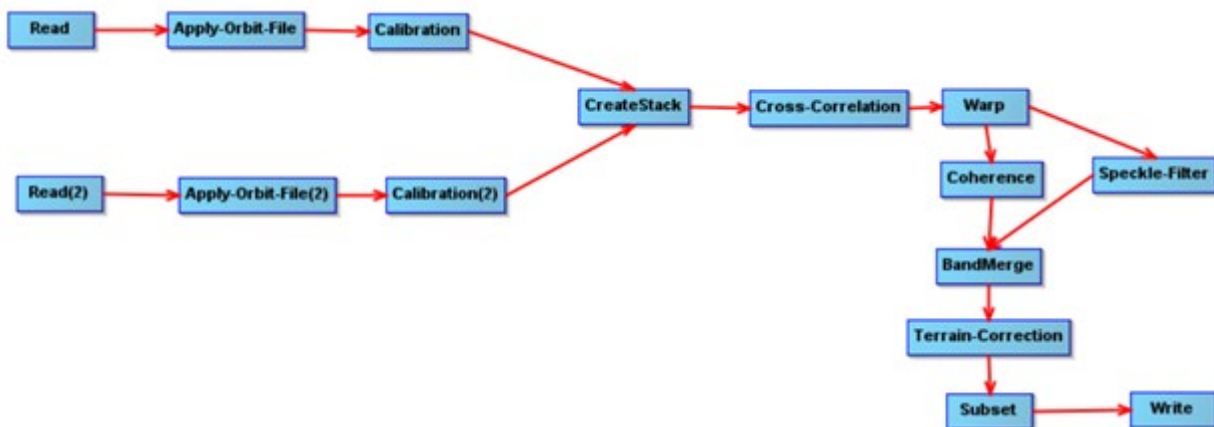 Read
Apply-Orbit-File
Calibration
CreateStack
Cross-Correlation
Warp
Read(2)
Apply-Orbit-File(2)
Calibration(2)
Coherence
Speckle-Filter
BandMerge
Terrain-Correction
Subset
Write